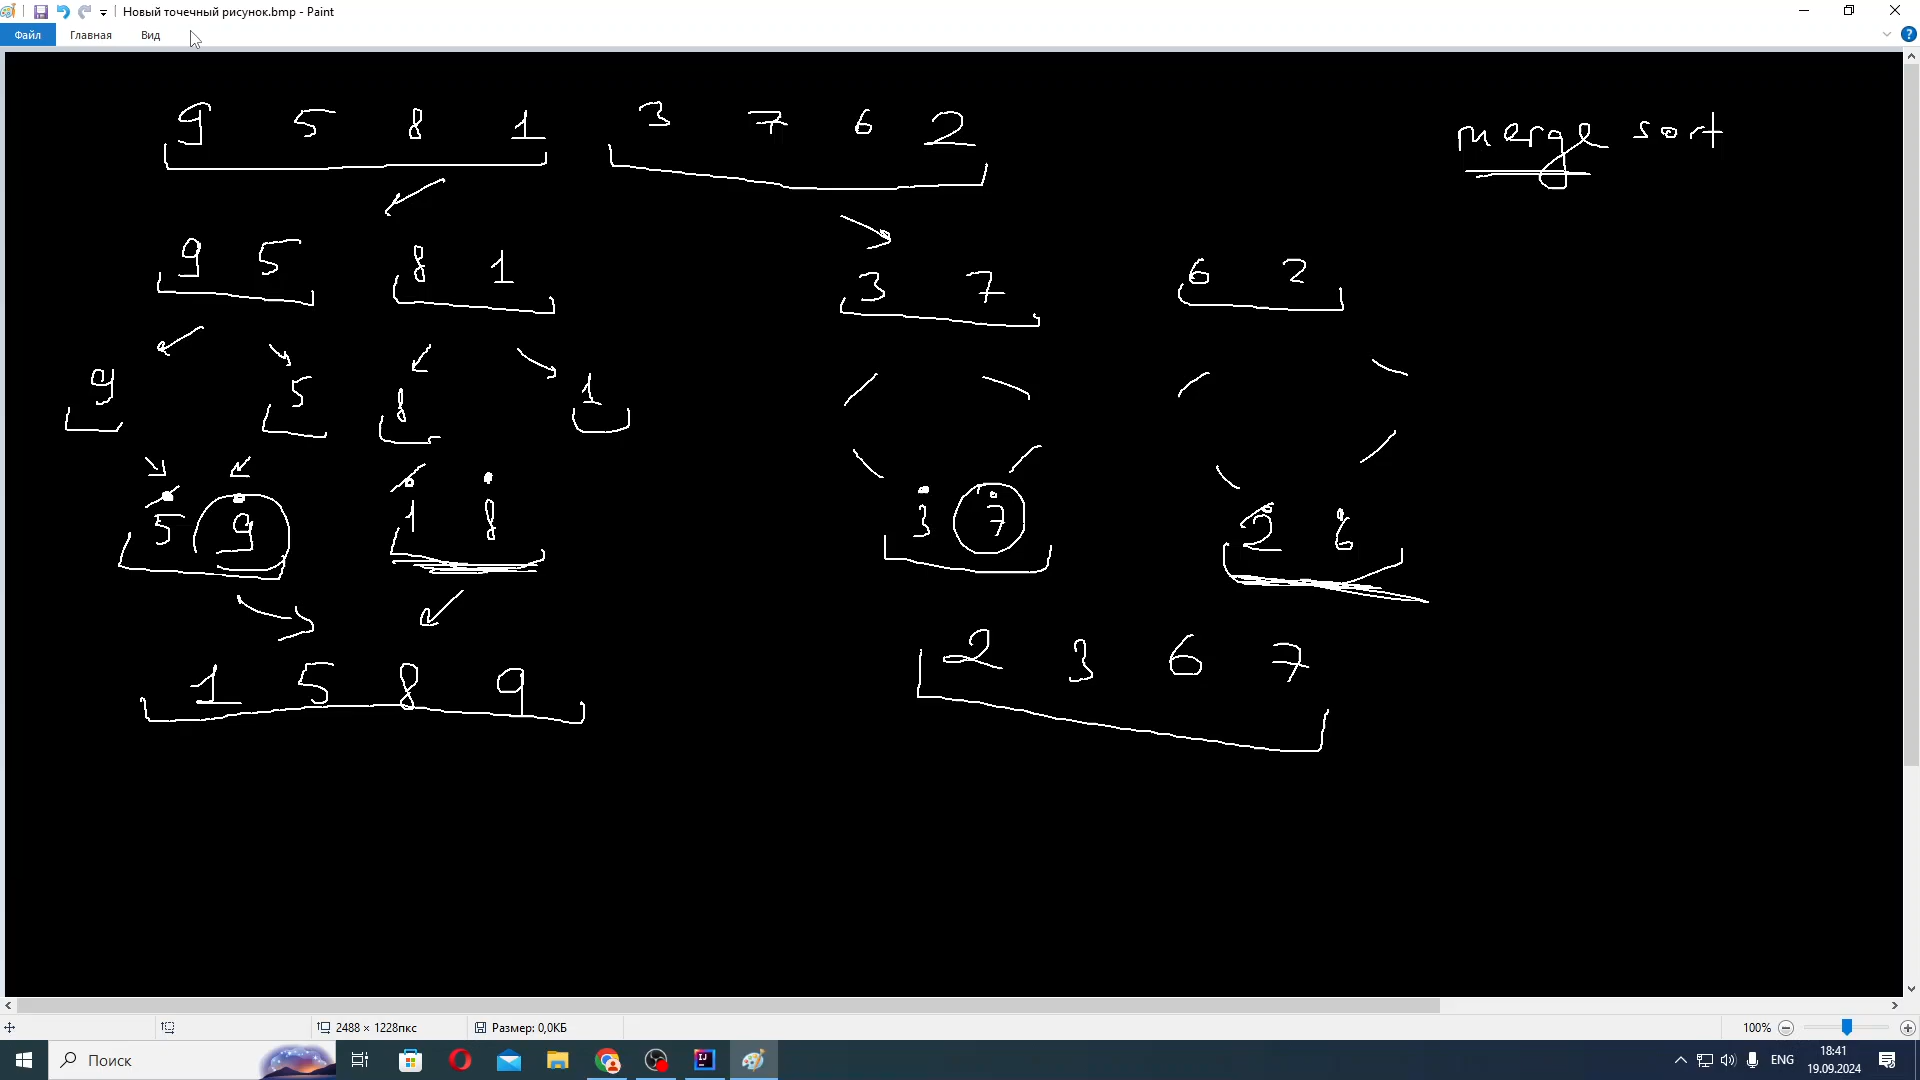 Новый точечный рисунок.bmp - Paint
Файл Главная Вид
9 5 8 1 3 7 6 2
merge sort
9 5 8 1 3 7 6 2
9 5 8 1
5 9 1 8 3 7 2 6
1 5 8 9 2 3 6 7
2488 × 1228пкс Размер: 0,0КБ 100%
Поиск ENG 18:41
19.09.2024